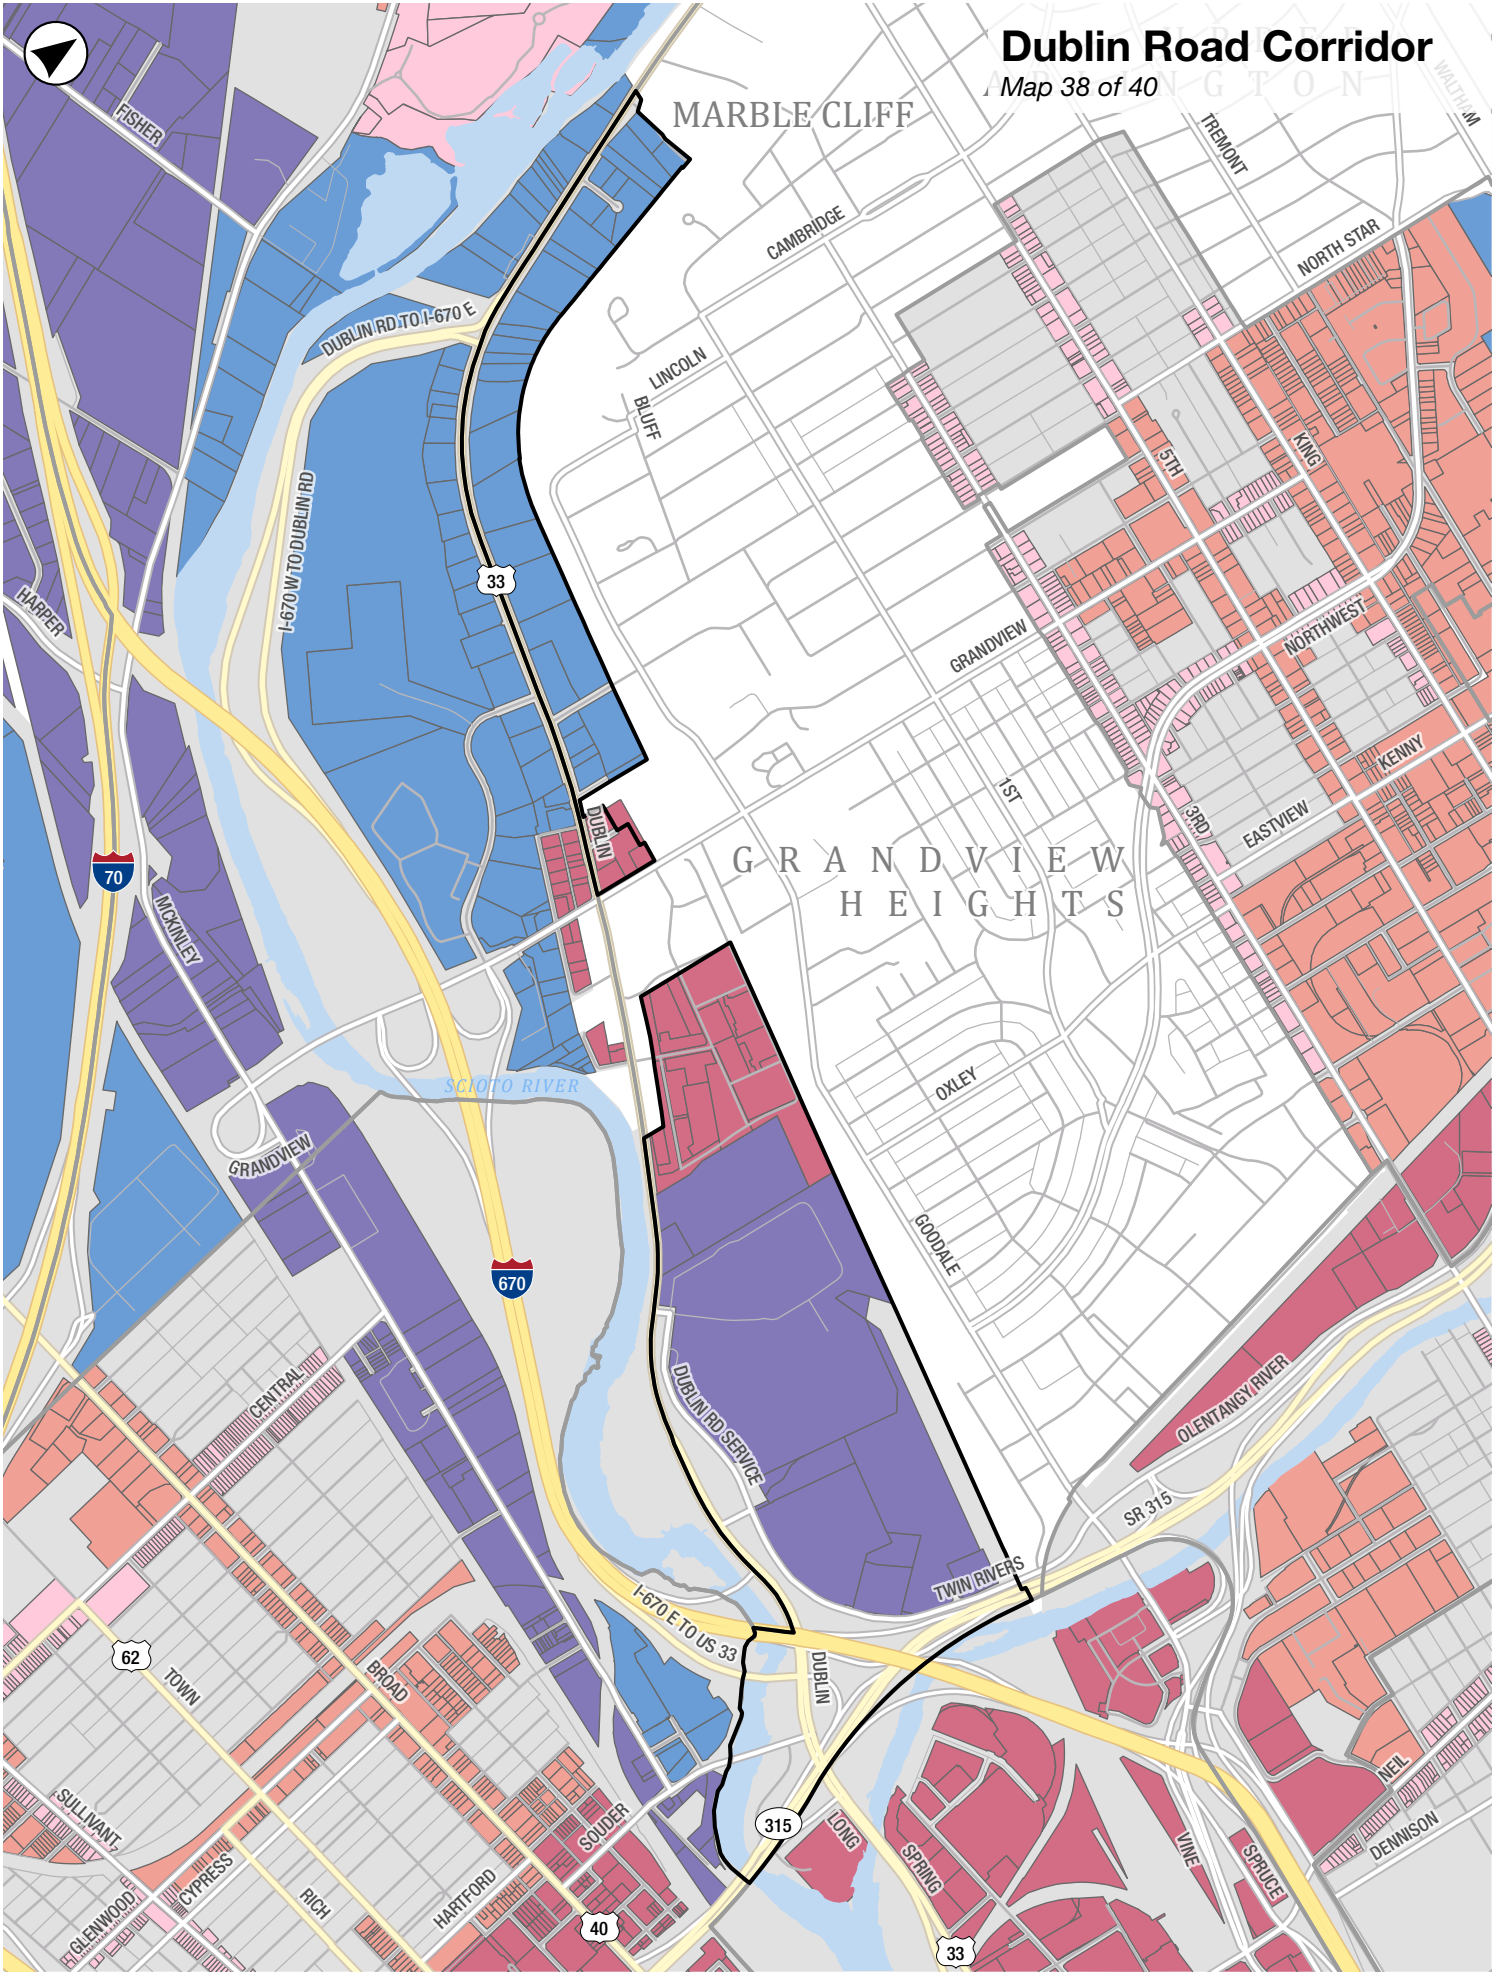 Dublin Road Corridor
Map 38 of 40
ARLINGTON
MARBLE CLIFF
WALTHAM
TREMONT
FISHER
CAMBRIDGE
NORTH STAR
DUBLIN RD TO I-670 E
LINCOLN
BLUFF
5TH
KING
I-670 W TO DUBLIN RD
33
HARPER
GRANDVIEW
NORTHWEST
KENNY
1ST
3RD
EASTVIEW
DUBLIN
70
GRANDVIEW
HEIGHTS
MCKINLEY
SCIOTO RIVER
OXLEY
GRANDVIEW
GOODALE
670
CENTRAL
DUBLIN RD SERVICE
OLENTANGY RIVER
SR 315
TWIN RIVERS
I-670 E TO US 33
62
TOWN
BROAD
DUBLIN
NEIL
SULLIVANT
SOUDER
315
LONG
VINE
DENNISON
CYPRESS
SPRING
SPRUCE
GLENWOOD
RICH
HARTFORD
40
33